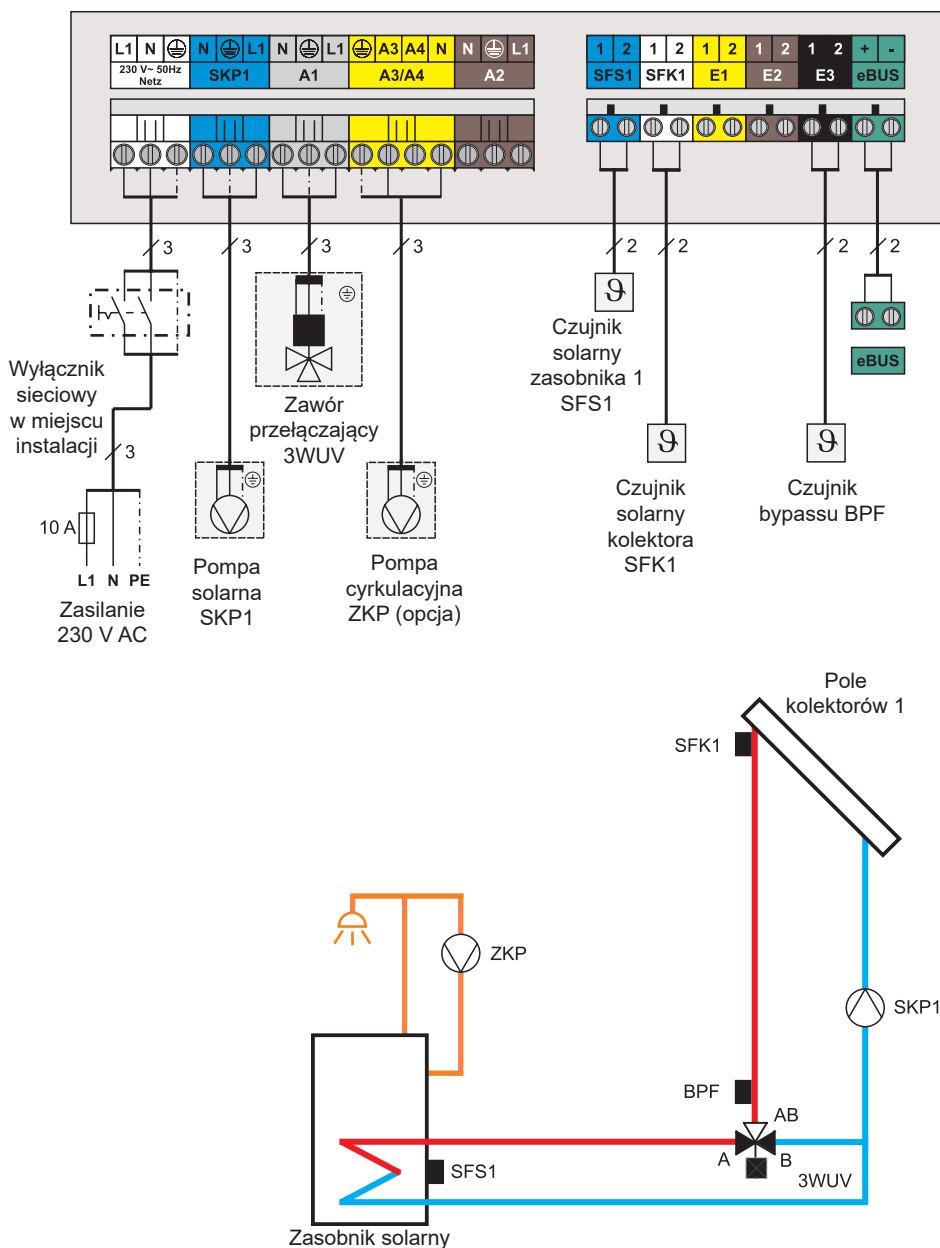 L1 N N L1 N L1 A3 A4 N N L1
230 V~ 50Hz
Netz
SKP1 A1 A3/A4 A2
1 2 1 2 1 2 1 2 1 2 + -
SFS1 SFK1 E1 E2 E3 eBUS
3 3 3 3 2 2 2 2
Wyłącznik
sieciowy
w miejscu
instalacji
3
10 A
L1 N PE
Zasilanie
230 V AC
Pompa
solarna
SKP1
Zawór
przełączający
3WUV
Pompa
cyrkulacyjna
ZKP (opcja)
ϑ
Czujnik
solarny
zasobnika 1
SFS1
ϑ
Czujnik
solarny
kolektora
SFK1
ϑ
Czujnik
bypassu BPF
eBUS
Pole
kolektorów 1
SFK1
ZKP
SKP1
BPF
AB
A B
3WUV
SFS1
Zasobnik solarny